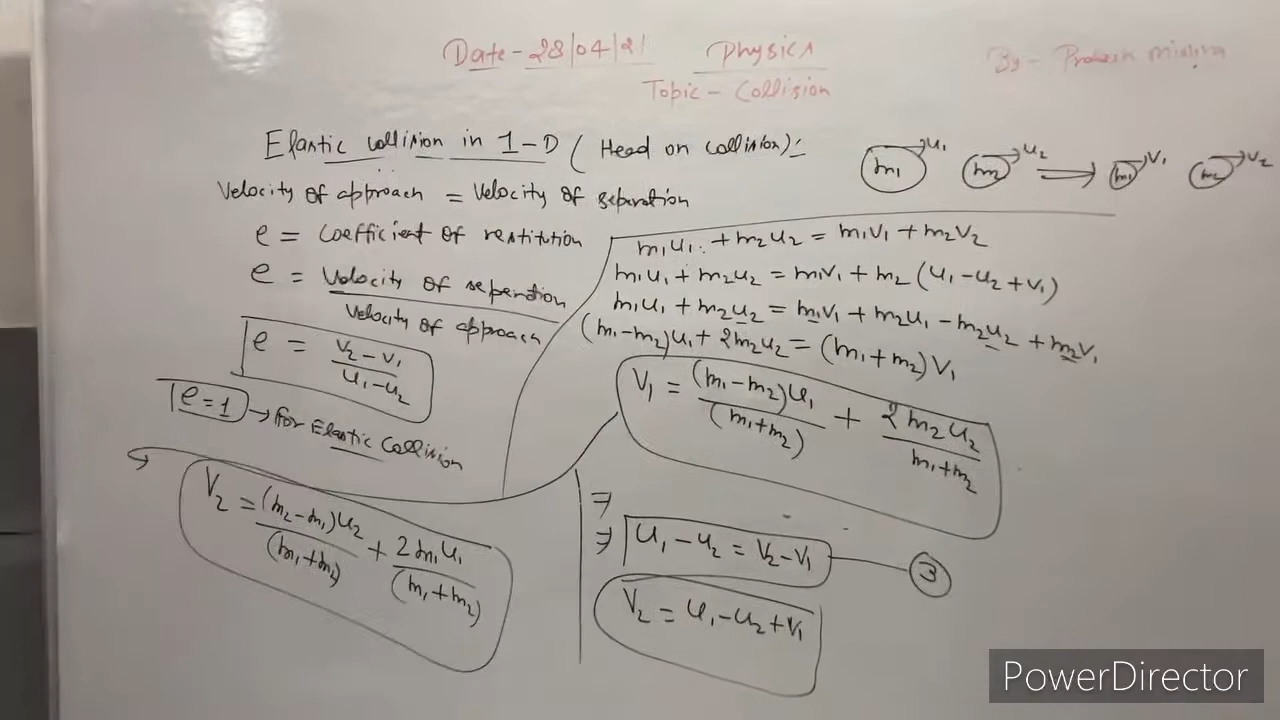 Date - 28/04/21 Physics By - Prakash mishra
Topic - Collision
Elastic collision in 1-D ( Head on collision):
m₁ u₁ m₂ u₂ ⇒ m₁ v₁ m₂ v₂
Velocity of approach = Velocity of separation
e = coefficient of restitution
e = Velocity of seperation / Velocity of approach
e = V₂ - V₁ / u₁ - u₂
e = 1 → for Elastic Collision
V₂ = (m₂ - m₁)u₂ / (m₁ + m₂) + 2m₁u₁ / (m₁ + m₂)
m₁u₁ + m₂u₂ = m₁v₁ + m₂v₂
m₁u₁ + m₂u₂ = m₁v₁ + m₂ (u₁ - u₂ + v₁)
m₁u₁ + m₂u₂ = m₁v₁ + m₂u₁ - m₂u₂ + m₂v₁
(m₁ - m₂)u₁ + 2m₂u₂ = (m₁ + m₂) V₁
V₁ = (m₁ - m₂)u₁ / (m₁ + m₂) + 2m₂u₂ / m₁ + m₂
⇒
⇒ u₁ - u₂ = V₂ - V₁ — 3
V₂ = u₁ - u₂ + V₁
PowerDirector